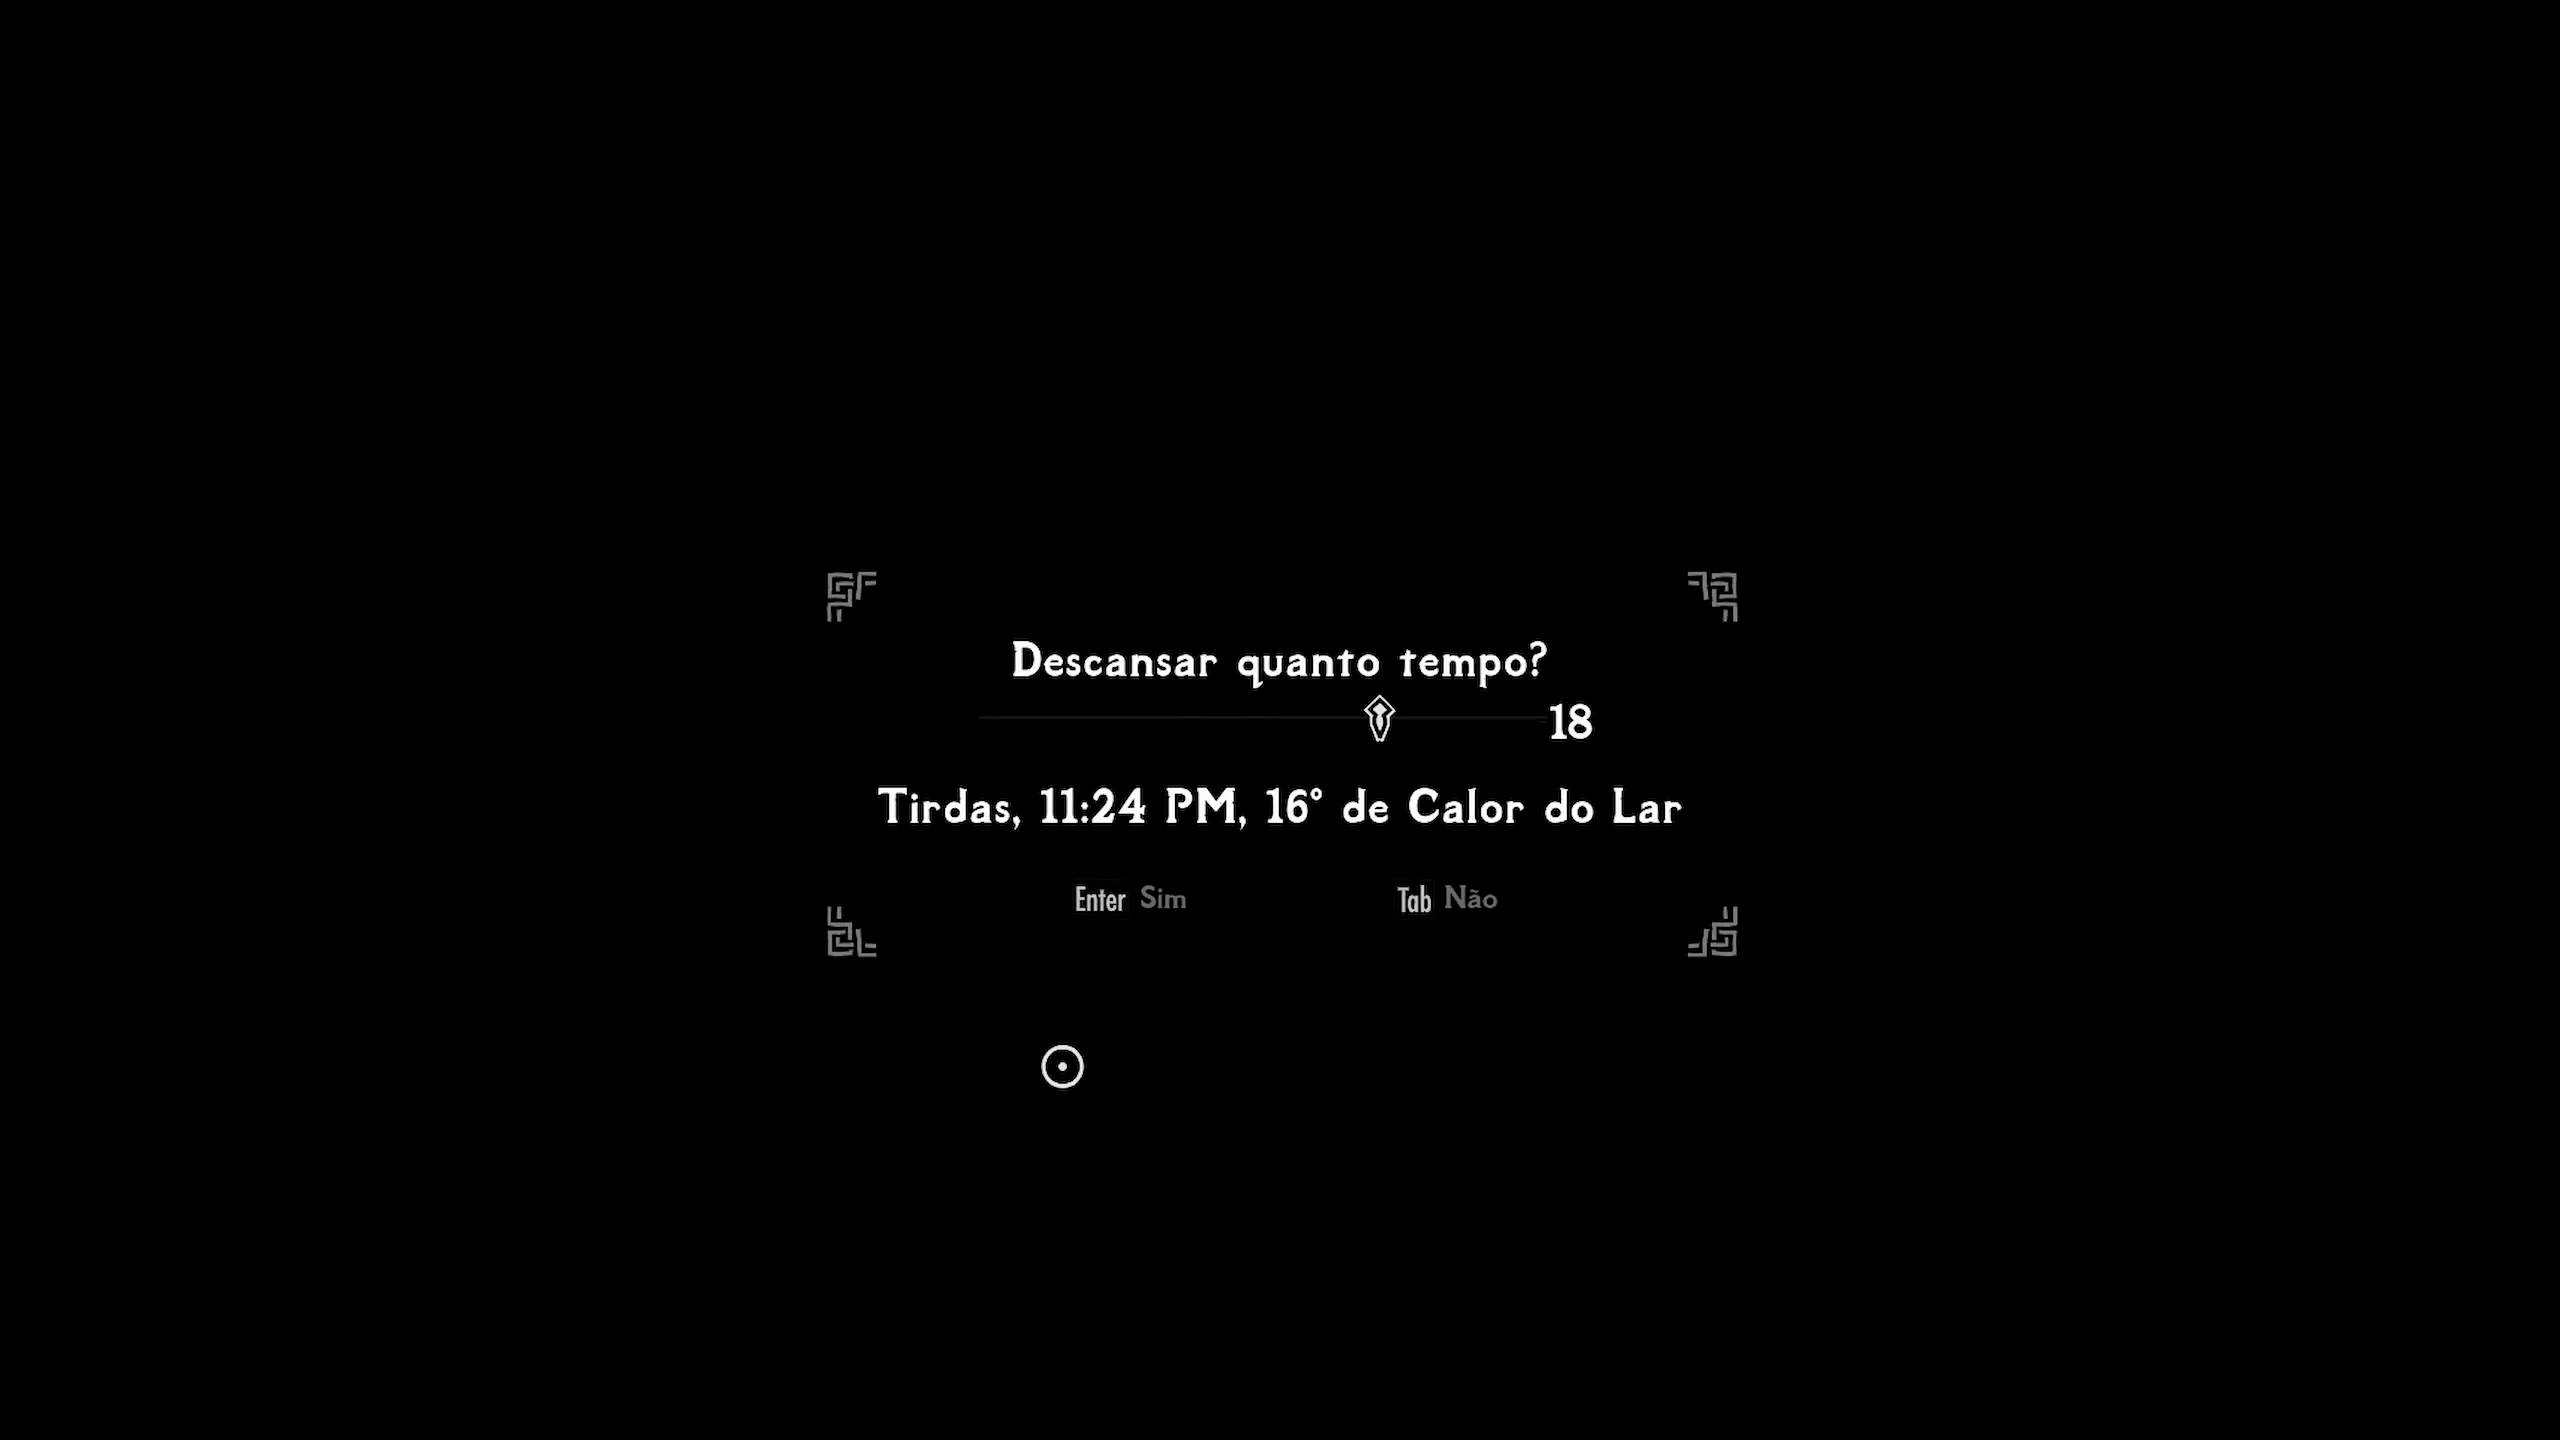 Descansar quanto tempo?
18
Tirdas, 11:24 PM, 16° de Calor do Lar
Enter Sim Tab Não